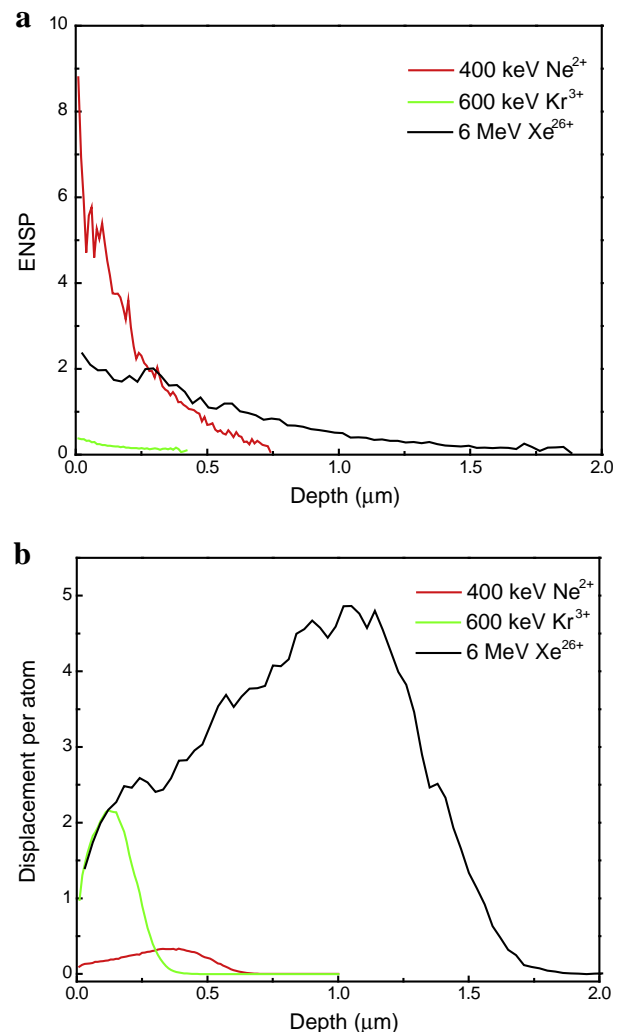 a
10
8
6
4
2
0
ENSP
400 keV Ne²⁺
600 keV Kr³⁺
6 MeV Xe²⁶⁺
0.0 0.5 1.0 1.5 2.0
Depth (μm)
b
5
4
3
2
1
0
Displacement per atom
400 keV Ne²⁺
600 keV Kr³⁺
6 MeV Xe²⁶⁺
0.0 0.5 1.0 1.5 2.0
Depth (μm)